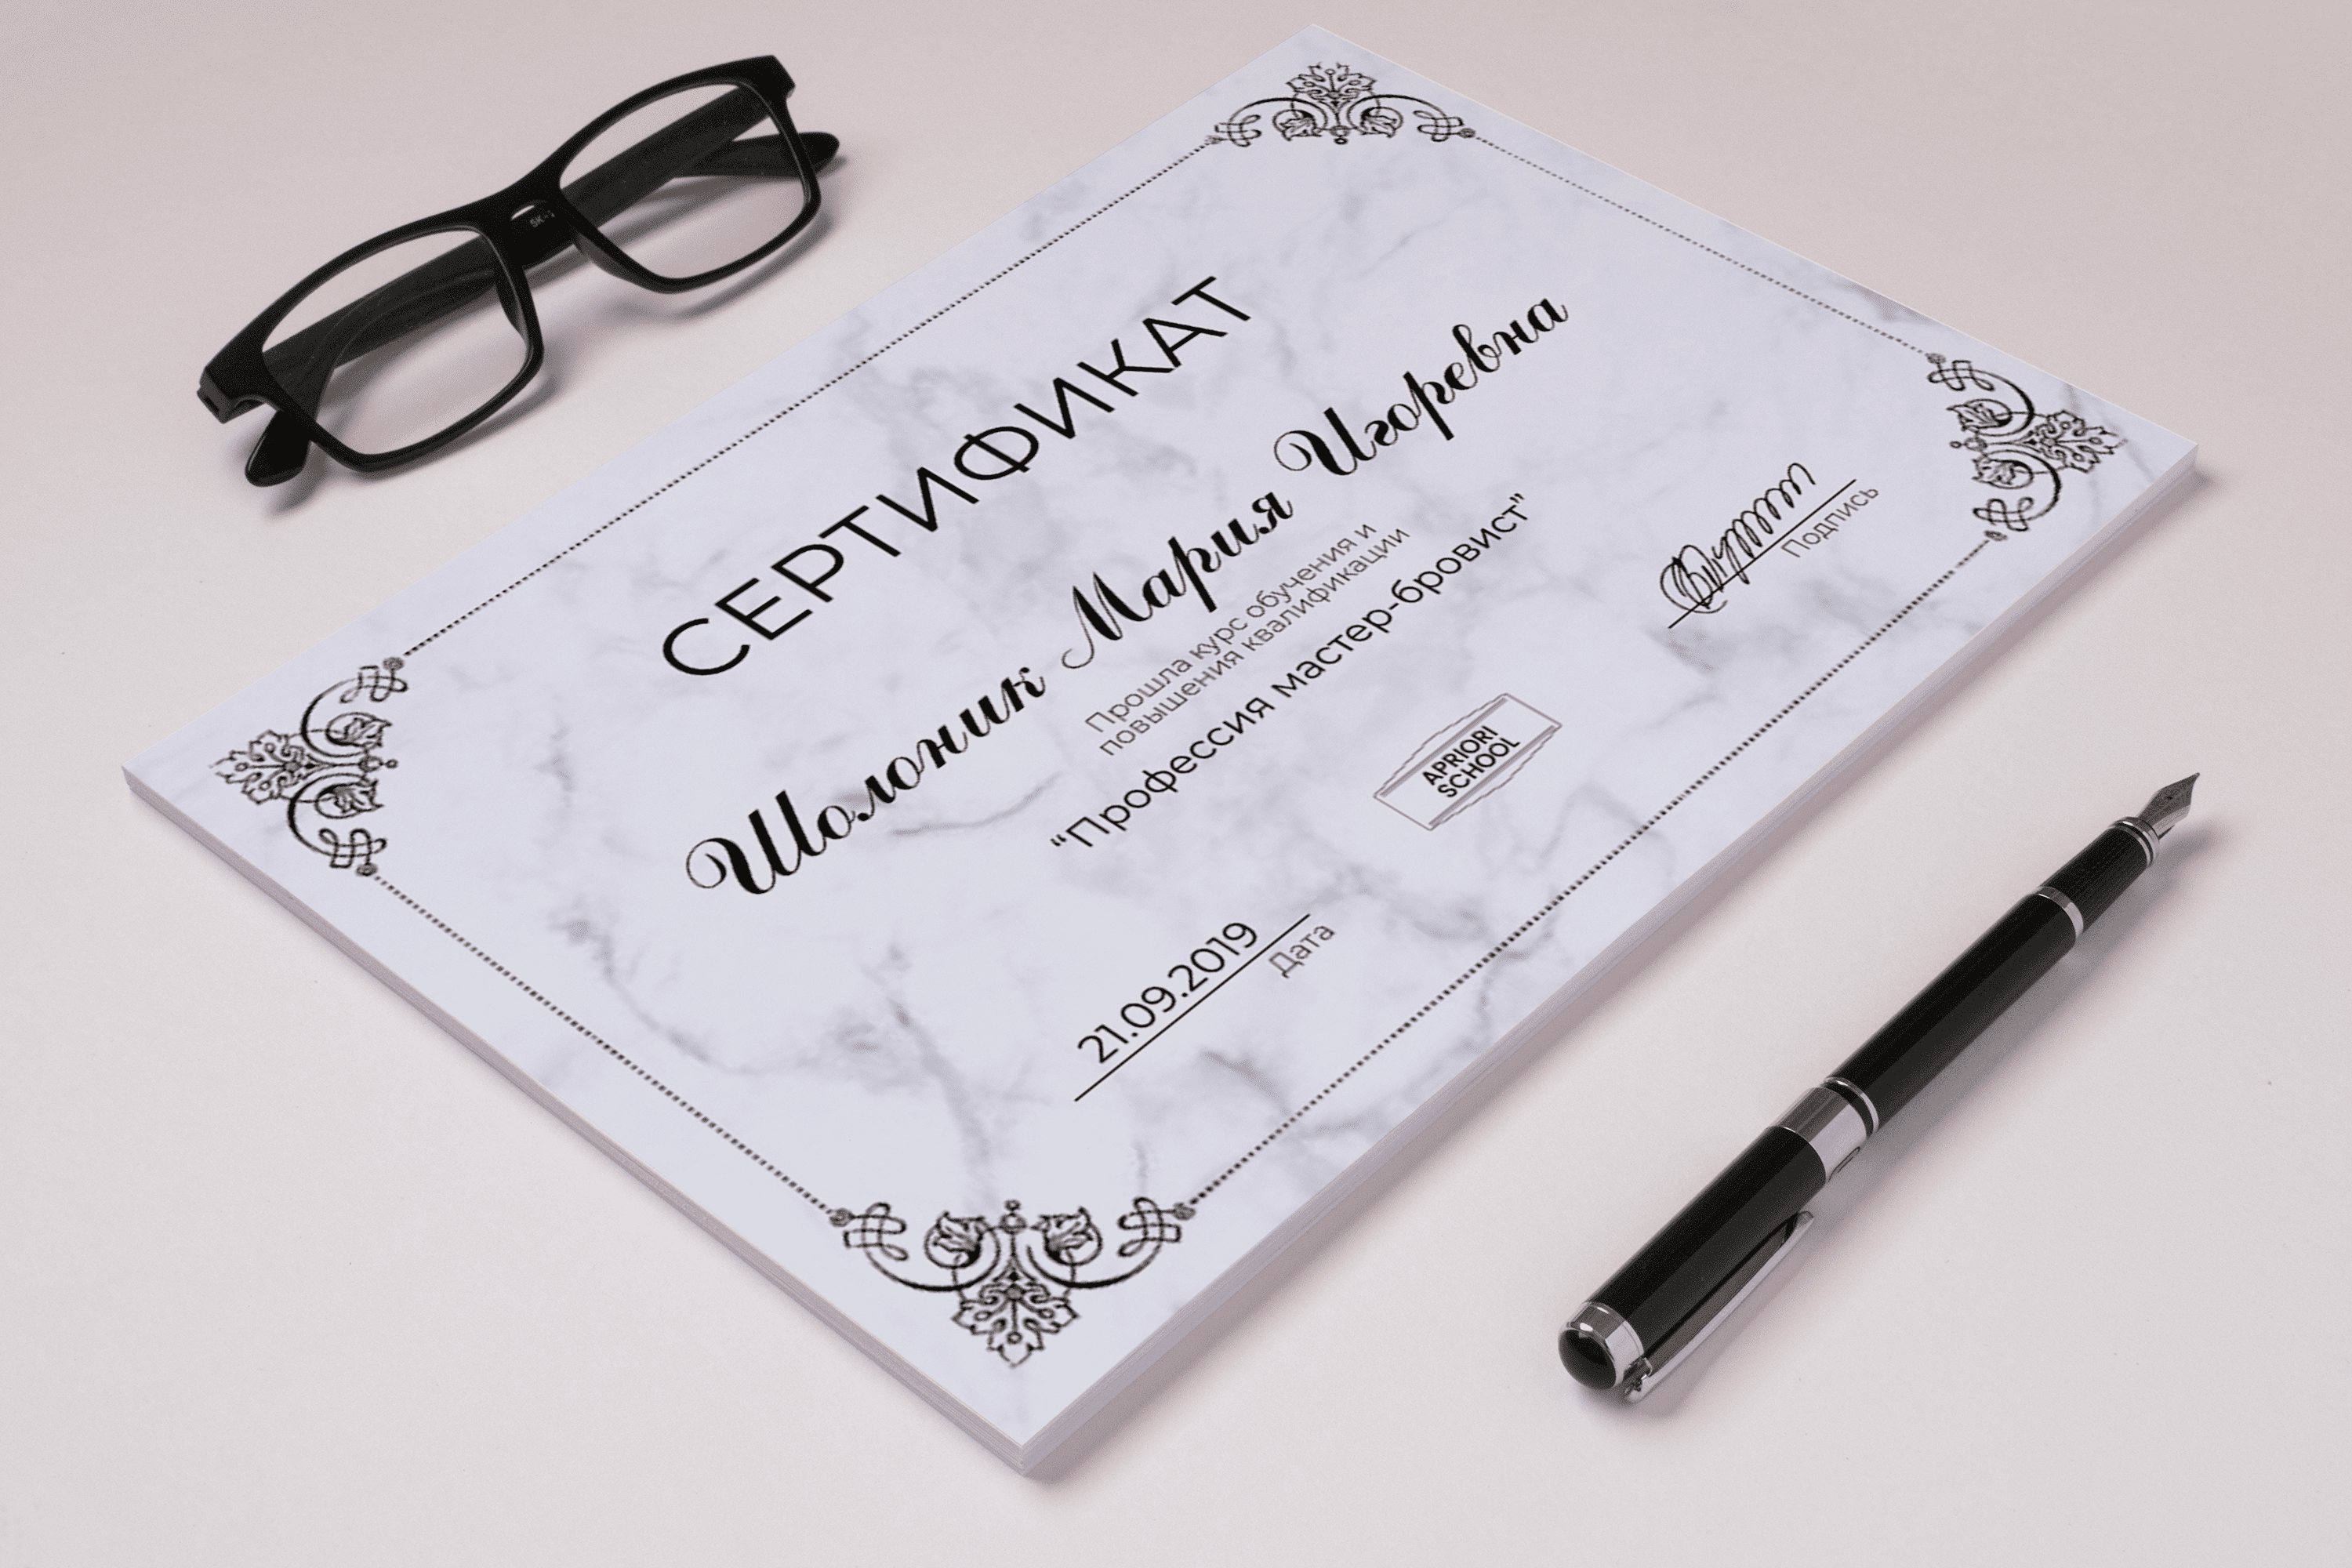 СЕРТИФИКАТ
Шолоник Мария Игоревна
Прошла курс обучения и
повышения квалификации
"Профессия мастер-бровист"
APRIORI
SCHOOL
21.09.2019
Дата
Подпись